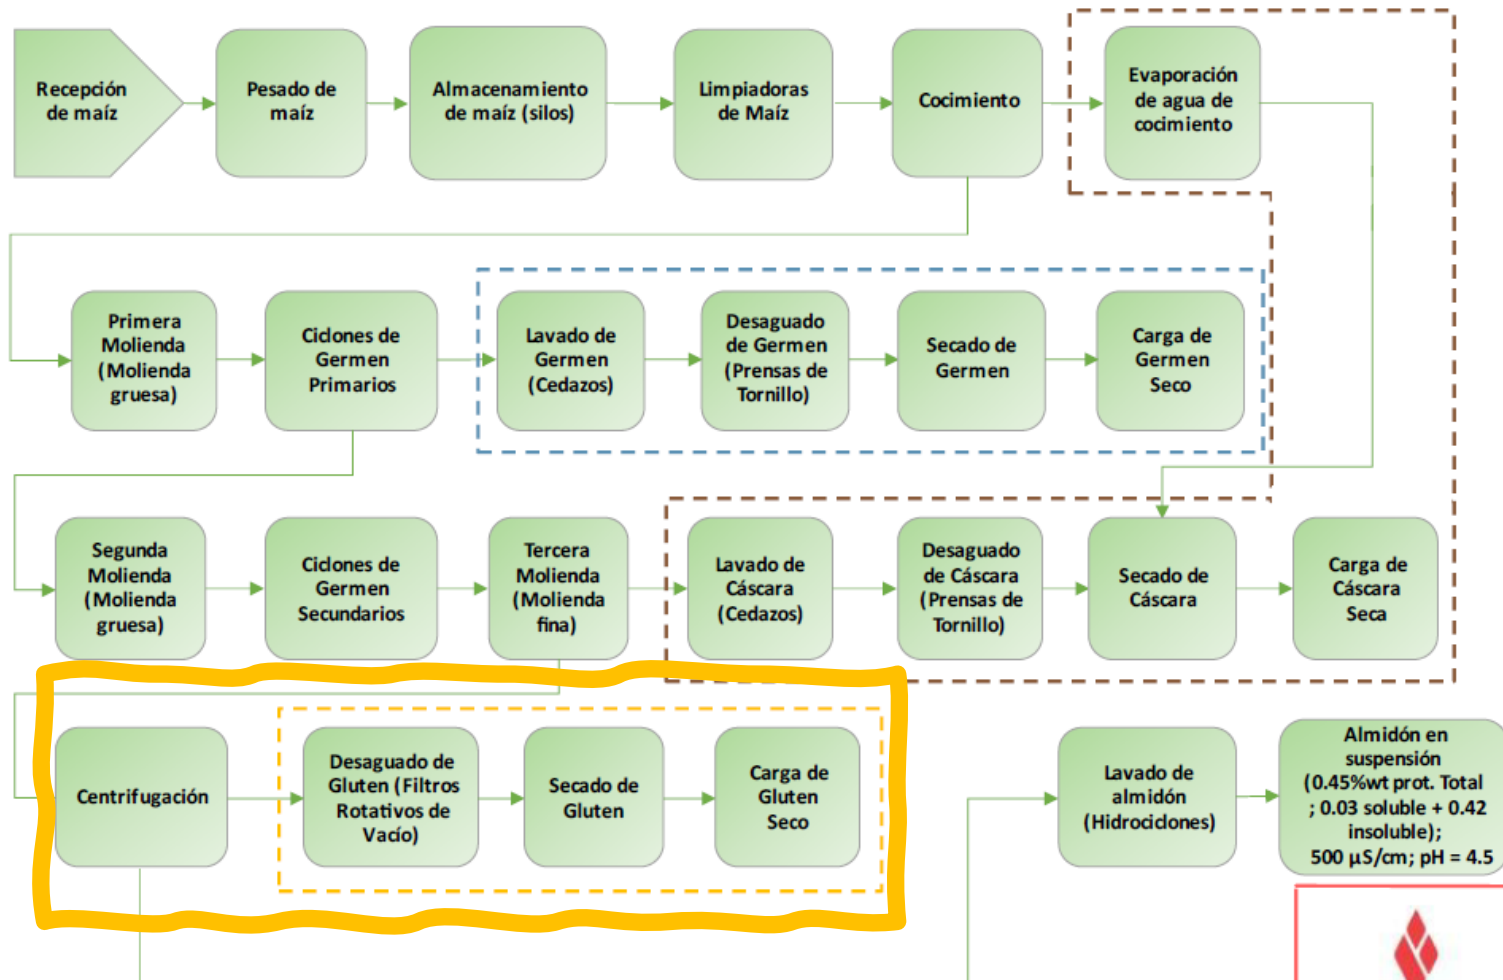 Recepción
de maíz
Pesado de
maíz
Almacenamiento
de maíz (silos)
Limpiadoras
de Maíz
Cocimiento
Evaporación
de agua de
cocimiento
Primera
Molienda
(Molienda
gruesa)
Ciclones de
Germen
Primarios
Lavado de
Germen
(Cedazos)
Desaguado
de Germen
(Prensas de
Tornillo)
Secado de
Germen
Carga de
Germen
Seco
Segunda
Molienda
(Molienda
gruesa)
Ciclones de
Germen
Secundarios
Tercera
Molienda
(Molienda
fina)
Lavado de
Cáscara
(Cedazos)
Desaguado
de Cáscara
(Prensas de
Tornillo)
Secado de
Cáscara
Carga de
Cáscara
Seca
Centrifugación
Desaguado de
Gluten (Filtros
Rotativos de
Vacío)
Secado de
Gluten
Carga de
Gluten
Seco
Lavado de
almidón
(Hidrociclones)
Almidón en
suspensión
(0.45%wt prot. Total
; 0.03 soluble + 0.42
insoluble);
500 µS/cm; pH = 4.5